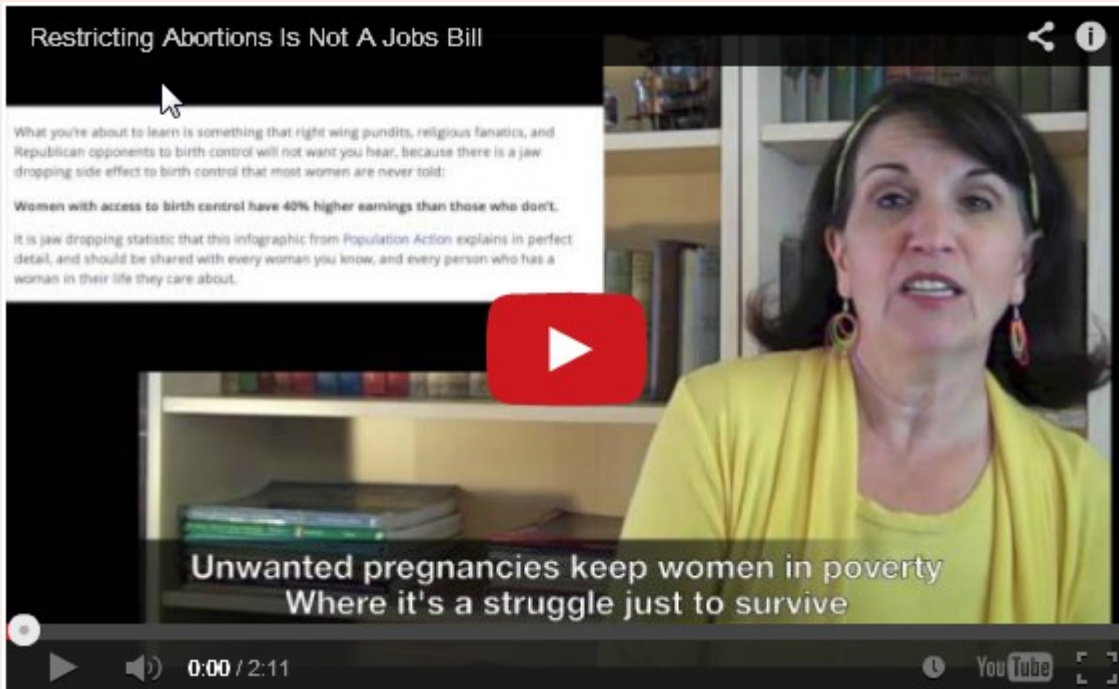 Restricting Abortions Is Not A Jobs Bill
What you're about to learn is something that right wing pundits, religious fanatics, and
Republican opponents to birth control will not want you hear, because there is a jaw
dropping side effect to birth control that most women are never told:
Women with access to birth control have 40% higher earnings than those who don't.
It is jaw dropping statistic that this infographic from Population Action explains in perfect
detail, and should be shared with every woman you know, and every person who has a
woman in their life they care about.
Unwanted pregnancies keep women in poverty
Where it's a struggle just to survive
0:00 / 2:11
YouTube